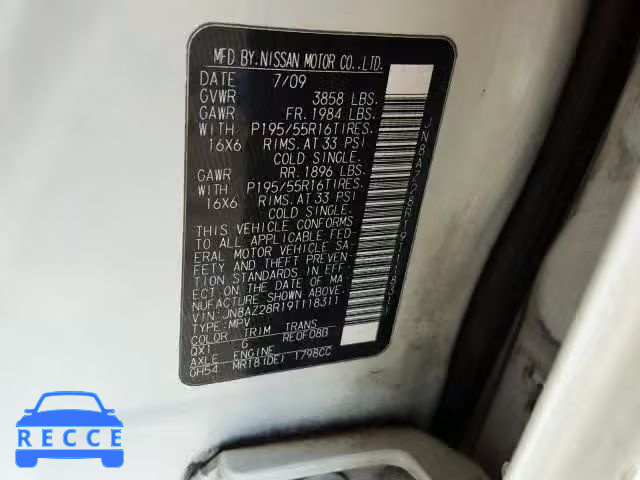 MFD BY.NISSAN MOTOR CO.,LTD.
DATE 7/09
GVWR 3858 LBS.
GAWR FR. 1984 LBS.
WITH P195/55R16TIRES.
16X6 RIMS.AT 33 PSI
COLD SINGLE.
GAWR RR. 1896 LBS.
WITH P195/55R16TIRES.
16X6 RIMS.AT 33 PSI
COLD SINGLE.
THIS VEHICLE CONFORMS
TO ALL APPLICABLE FED-
ERAL MOTOR VEHICLE SA-
FETY AND THEFT PREVEN-
TION STANDARDS IN EFF-
ECT ON THE DATE OF MA-
NUFACTURE SHOWN ABOVE.
JN8AZ28R19T118311
TYPE:MPV
COLOR TRIM TRANS
QX1 G RE0F08B
AXLE ENGINE
GH54 MR18(DE) 1798CC
JN8AZ28R19T118311
RECCE